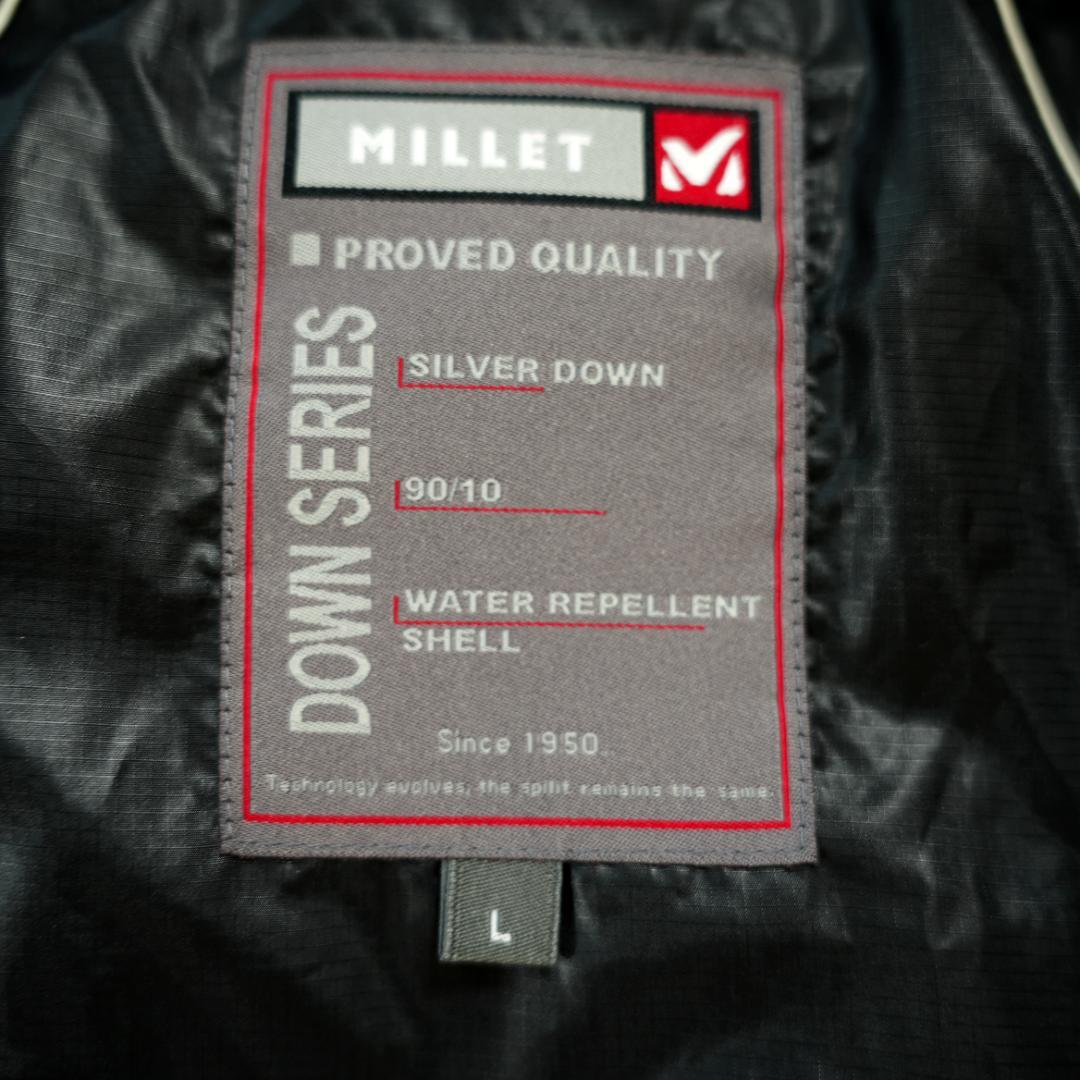 MILLET
PROVED QUALITY
DOWN SERIES
SILVER DOWN
90/10
WATER REPELLENT
SHELL
Since 1950.
Technology evolves, the spilit remains the same.
L